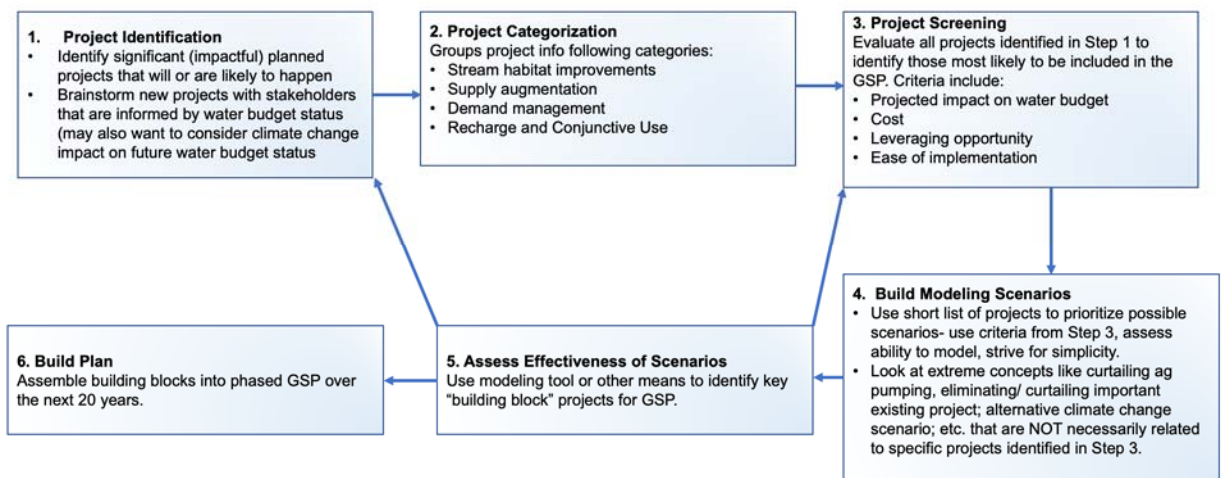 1. Project Identification
• Identify significant (impactful) planned
projects that will or are likely to happen
• Brainstorm new projects with stakeholders
that are informed by water budget status
(may also want to consider climate change
impact on future water budget status
2. Project Categorization
Groups project info following categories:
• Stream habitat improvements
• Supply augmentation
• Demand management
• Recharge and Conjunctive Use
3. Project Screening
Evaluate all projects identified in Step 1 to
identify those most likely to be included in the
GSP. Criteria include:
• Projected impact on water budget
• Cost
• Leveraging opportunity
• Ease of implementation
4. Build Modeling Scenarios
• Use short list of projects to prioritize possible
scenarios- use criteria from Step 3, assess
ability to model, strive for simplicity.
• Look at extreme concepts like curtailing ag
pumping, eliminating/ curtailing important
existing project; alternative climate change
scenario; etc. that are NOT necessarily related
to specific projects identified in Step 3.
5. Assess Effectiveness of Scenarios
Use modeling tool or other means to identify key
“building block” projects for GSP.
6. Build Plan
Assemble building blocks into phased GSP over
the next 20 years.